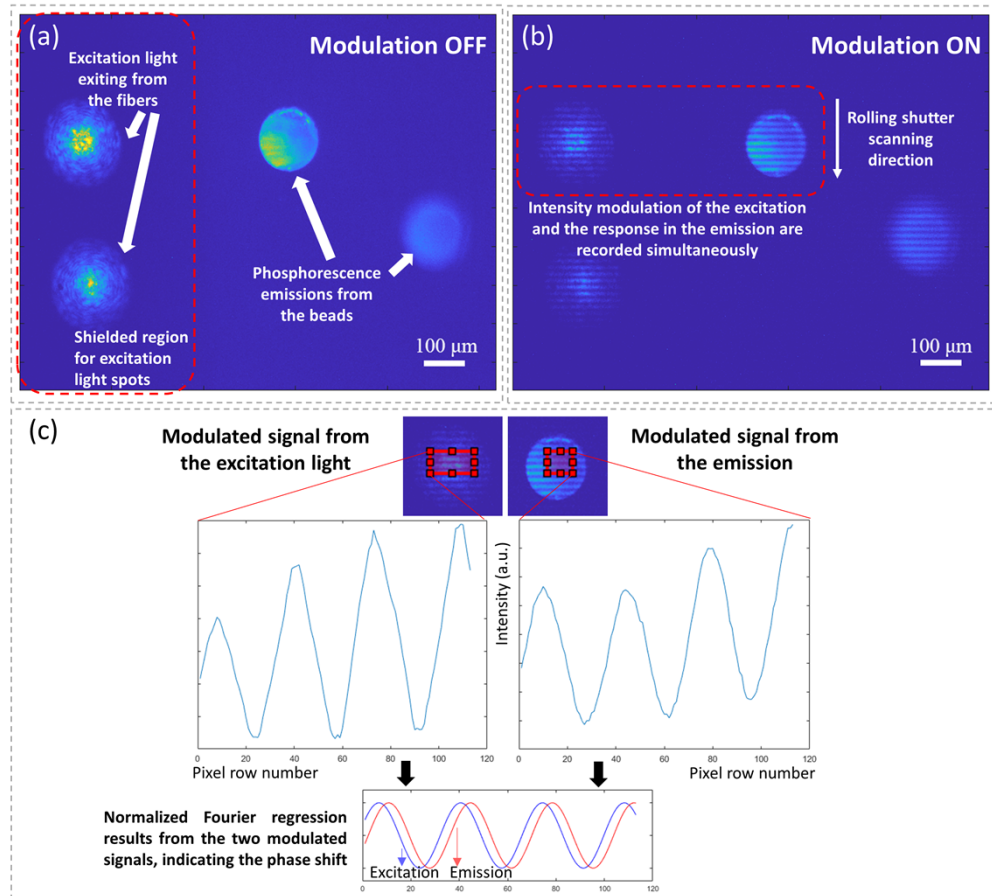 (a)
Modulation OFF
Excitation light
exiting from
the fibers
Phosphorescence
emissions from
the beads
Shielded region
for excitation
light spots
100 μm
(b)
Modulation ON
Rolling shutter
scanning
direction
Intensity modulation of the excitation
and the response in the emission are
recorded simultaneously
100 μm
(c)
Modulated signal from
the excitation light
Modulated signal from
the emission
Intensity (a.u.)
0 20 40 60 80 100 120
Pixel row number
0 20 40 60 80 100 120
Pixel row number
Normalized Fourier regression
results from the two modulated
signals, indicating the phase shift
Excitation Emission
0 20 40 60 80 100 120